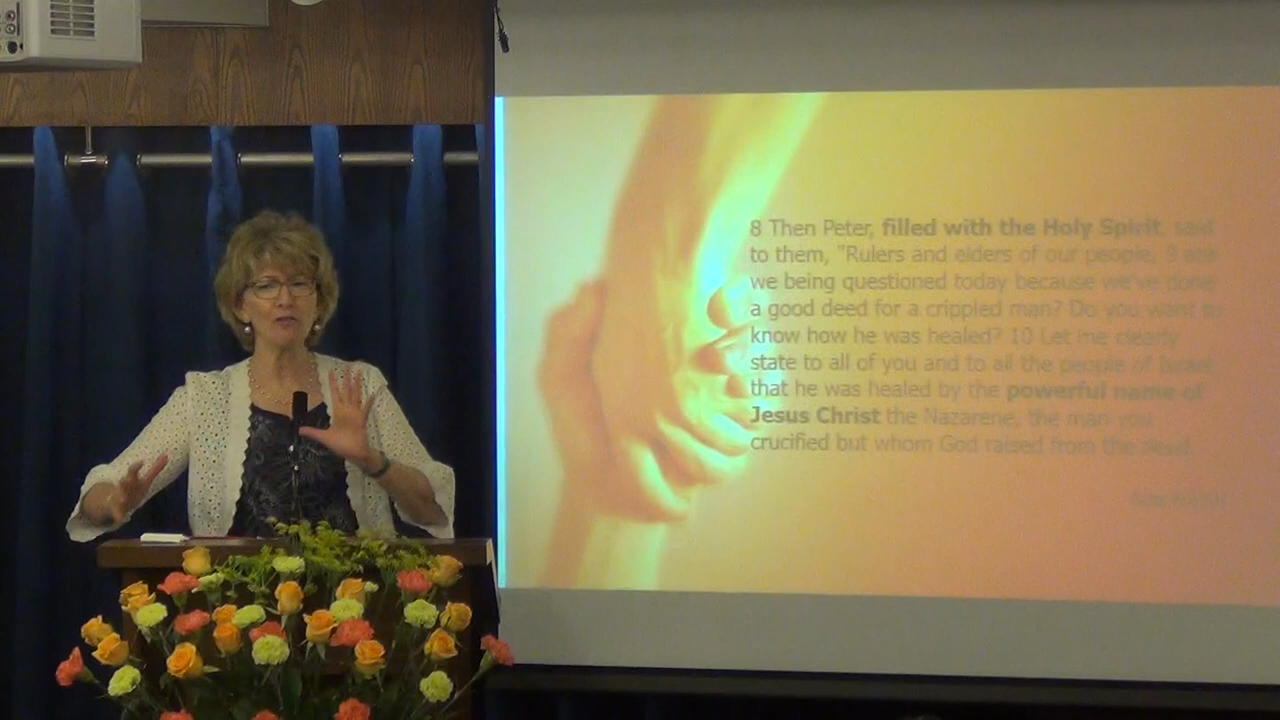 8 Then Peter, filled with the Holy Spirit, said
to them, "Rulers and elders of our people, 9 are
we being questioned today because we've done
a good deed for a crippled man? Do you want to
know how he was healed? 10 Let me clearly
state to all of you and to all the people of Israel
that he was healed by the powerful name of
Jesus Christ the Nazarene, the man you
crucified but whom God raised from the dead.